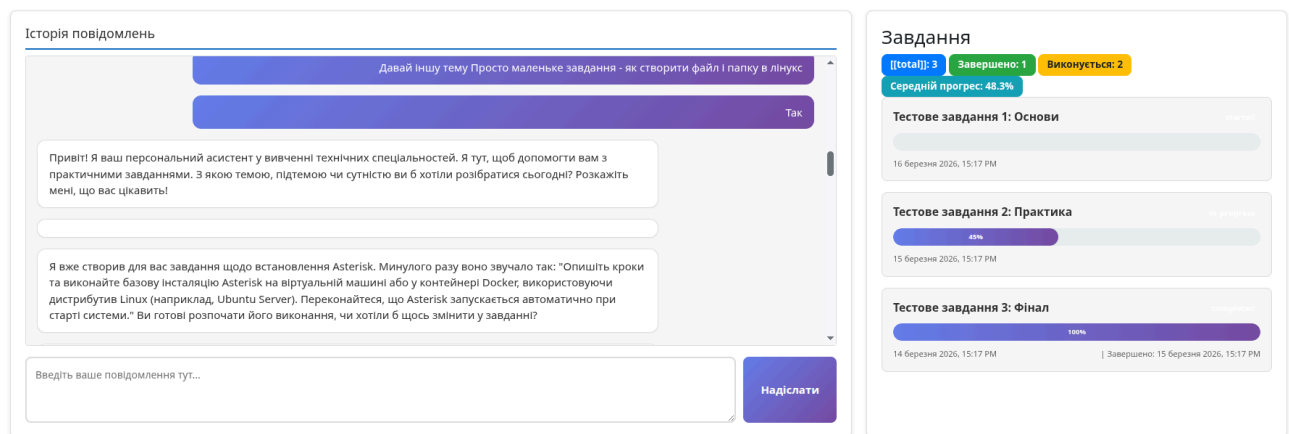 Історія повідомлень
Давай іншу тему Просто маленьке завдання - як створити файл і папку в лінукс
Так
Привіт! Я ваш персональний асистент у вивченні технічних спеціальностей. Я тут, щоб допомогти вам з
практичними завданнями. З якою темою, підтемою чи сутністю ви б хотіли розібратися сьогодні? Розкажіть
мені, що вас цікавить!
Я вже створив для вас завдання щодо встановлення Asterisk. Минулого разу воно звучало так: "Опишіть кроки
та виконайте базову інсталяцію Asterisk на віртуальній машині або у контейнері Docker, використовуючи
дистрибутив Linux (наприклад, Ubuntu Server). Переконайтеся, що Asterisk запускається автоматично при
старті системи." Ви готові розпочати його виконання, чи хотіли б щось змінити у завданні?
Введіть ваше повідомлення тут...
Надіслати
Завдання
[[total]]: 3 Завершено: 1 Виконується: 2
Середній прогрес: 48.3%
Тестове завдання 1: Основи
16 березня 2026, 15:17 PM
Тестове завдання 2: Практика
45%
15 березня 2026, 15:17 PM
Тестове завдання 3: Фінал
100%
14 березня 2026, 15:17 PM | Завершено: 15 березня 2026, 15:17 PM